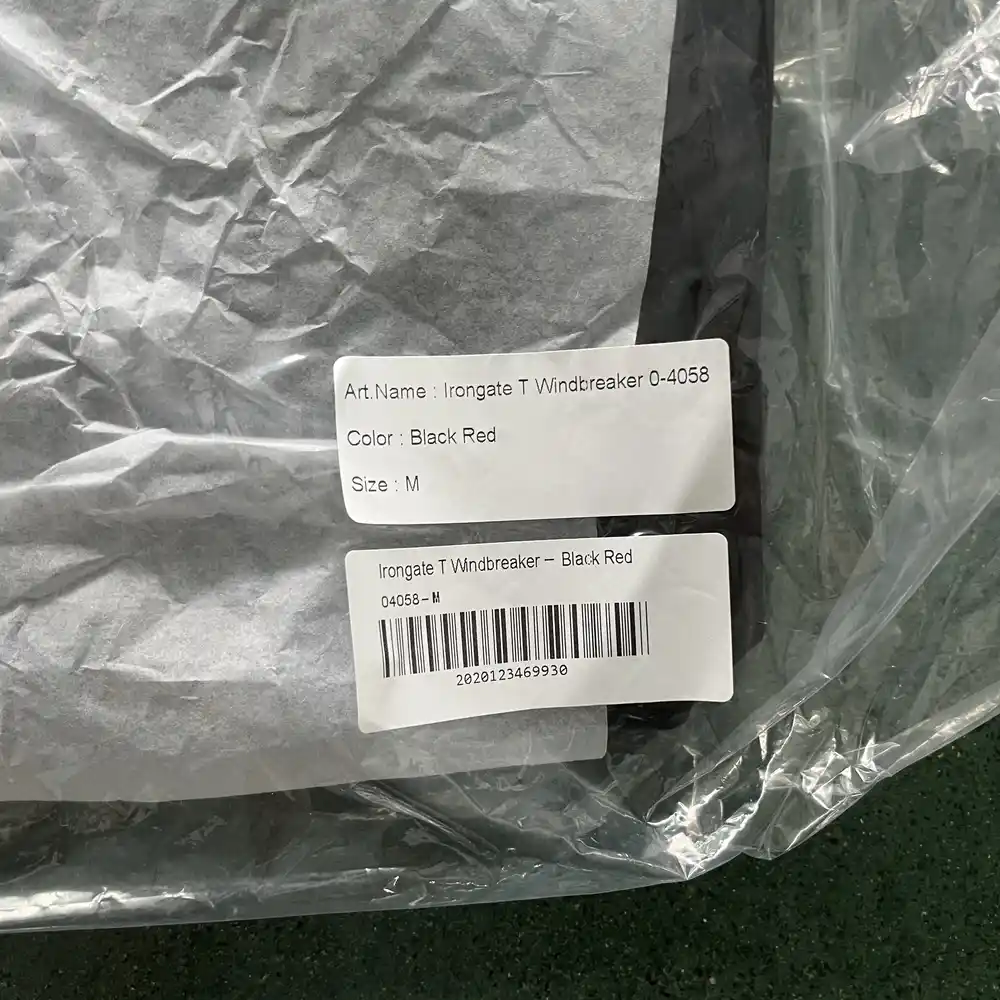 Art.Name : Irongate T Windbreaker 0-4058
Color : Black Red
Size : M
Irongate T Windbreaker – Black Red
04058-M
2020123469930